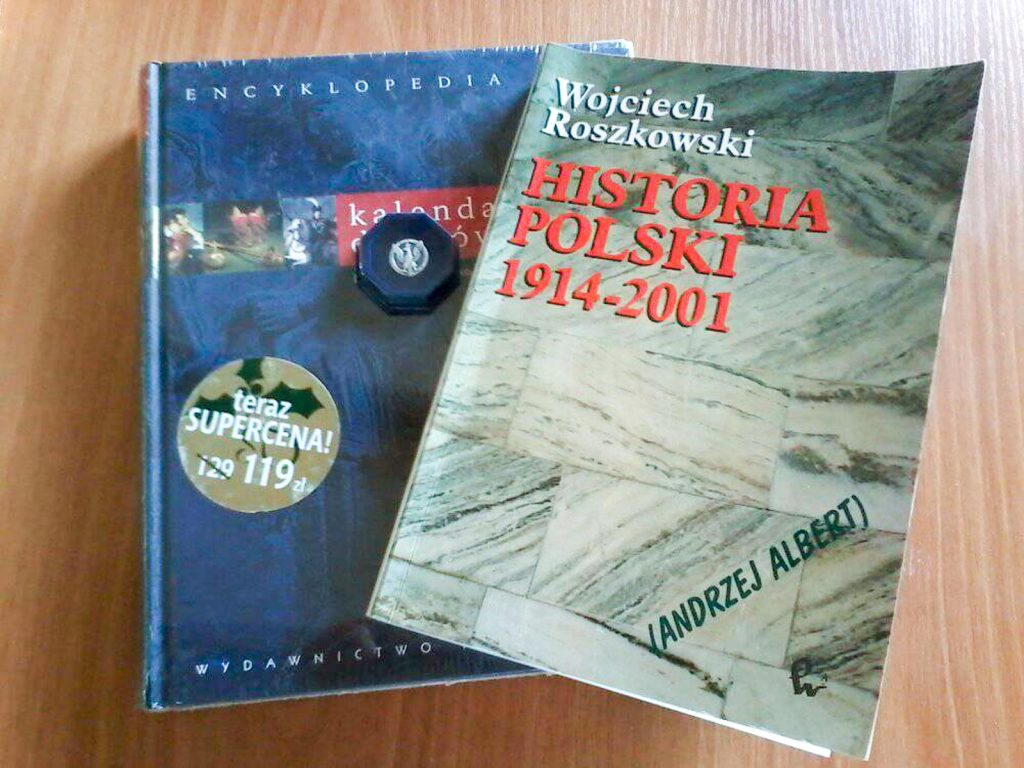 ENCYKLOPEDIA
teraz
SUPERCENA!
129 119 zł
WYDAWNICTWO
Wojciech
Roszkowski
HISTORIA
POLSKI
1914-2001
(ANDRZEJ ALBERT)